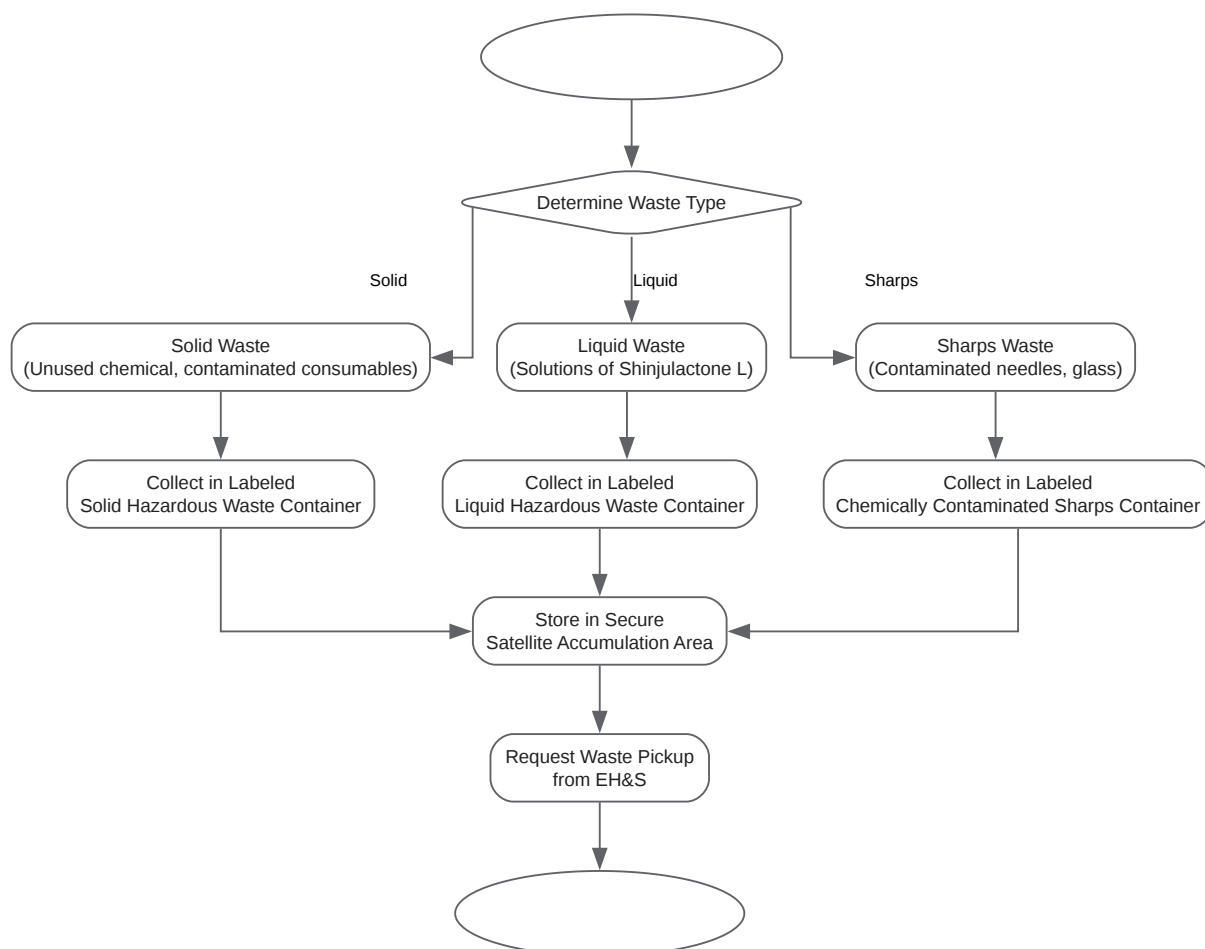 Determine Waste Type
Solid
Liquid
Sharps
Solid Waste
(Unused chemical, contaminated consumables)
Liquid Waste
(Solutions of Shinjulactone L)
Sharps Waste
(Contaminated needles, glass)
Collect in Labeled
Solid Hazardous Waste Container
Collect in Labeled
Liquid Hazardous Waste Container
Collect in Labeled
Chemically Contaminated Sharps Container
Store in Secure
Satellite Accumulation Area
Request Waste Pickup
from EH&S